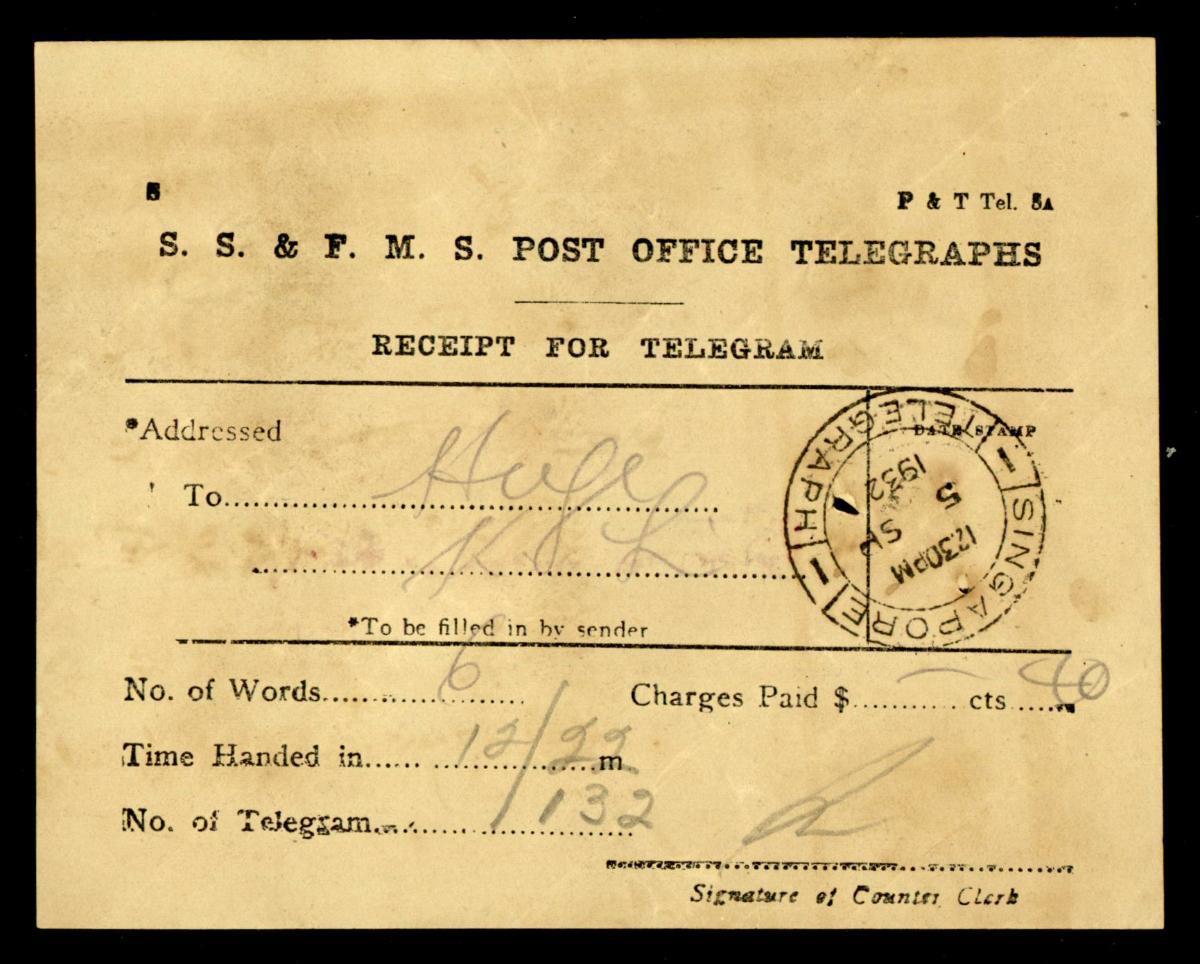 5
P & T Tel. 5A
S. S. & F. M. S. POST OFFICE TELEGRAPHS
RECEIPT FOR TELEGRAM
*Addressed
DATE STAMP
To
K. L.
*To be filled in by sender
TELEGRAPH
I SINGAPORE I
12.30PM
5
1932
No. of Words 6
Charges Paid $ — cts 40
Time Handed in 12/22 m
No. of Telegram 132
Signature of Counter Clerk